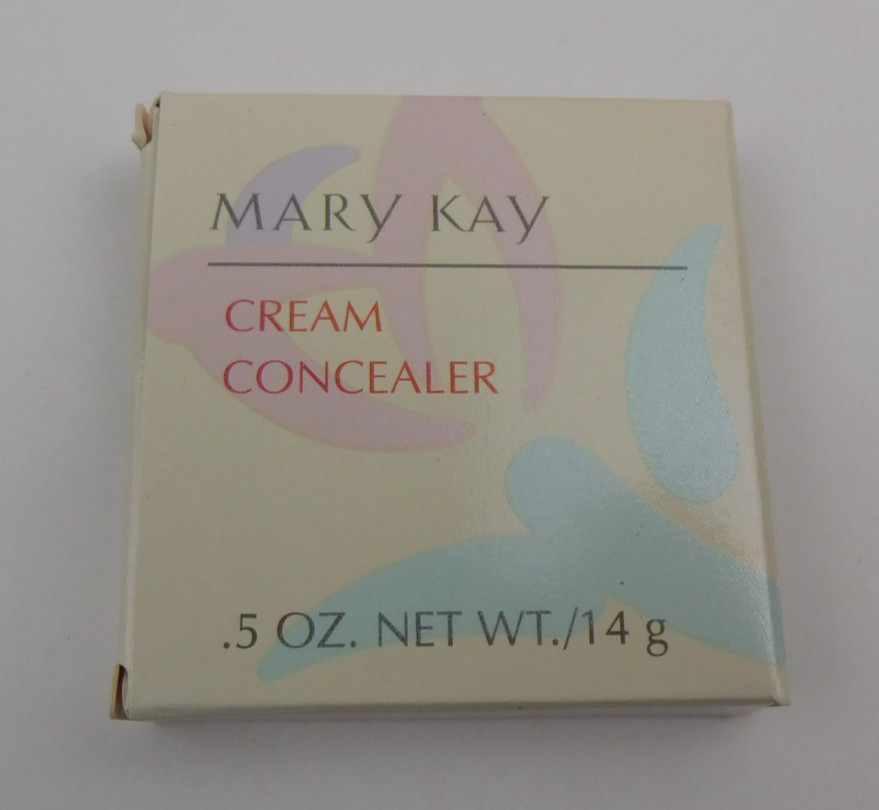 MARY KAY
CREAM
CONCEALER
.5 OZ. NET WT./14 g